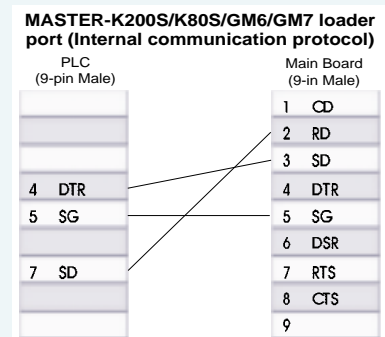 MASTER-K200S/K80S/GM6/GM7 loader
port (Internal communication protocol)
PLC
(9-pin Male)
Main Board
(9-in Male)
1 CD
2 RD
3 SD
4 DTR
4 DTR
5 SG
5 SG
6 DSR
7 SD
7 RTS
8 CTS
9